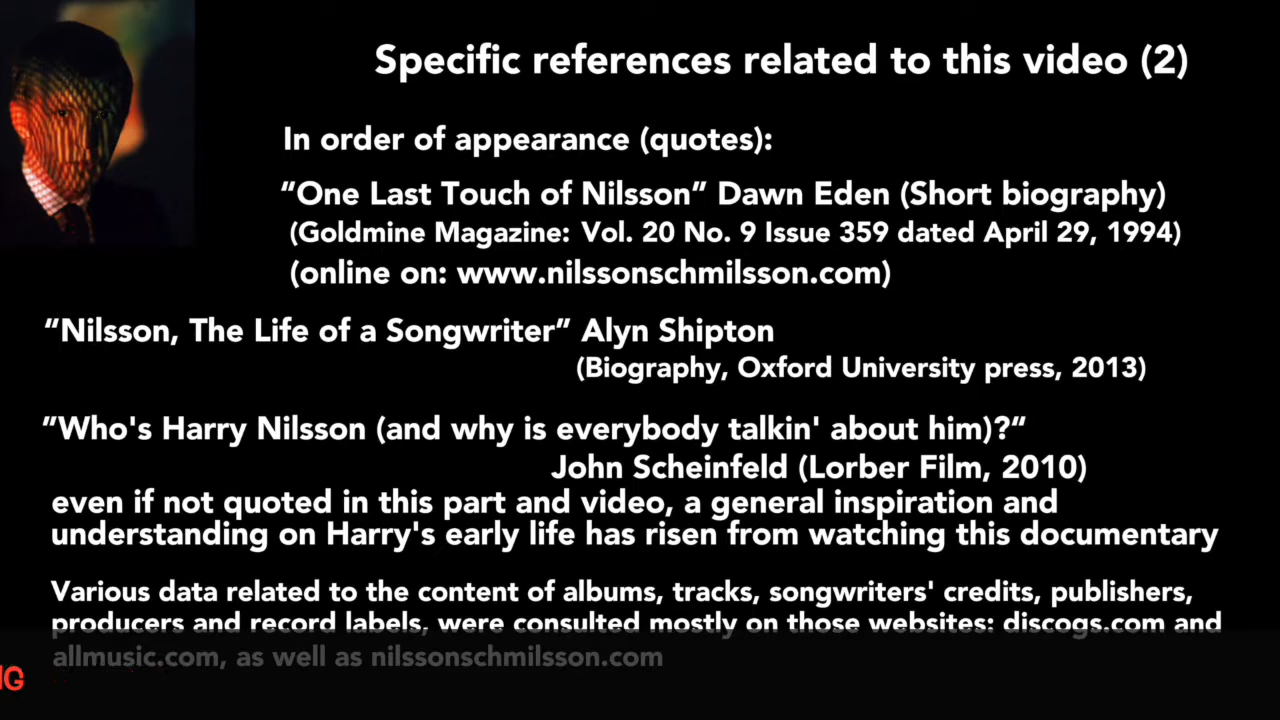 Specific references related to this video (2)
In order of appearance (quotes):
"One Last Touch of Nilsson" Dawn Eden (Short biography)
(Goldmine Magazine: Vol. 20 No. 9 Issue 359 dated April 29, 1994)
(online on: www.nilssonschmilsson.com)
"Nilsson, The Life of a Songwriter" Alyn Shipton
(Biography, Oxford University press, 2013)
"Who's Harry Nilsson (and why is everybody talkin' about him)?"
John Scheinfeld (Lorber Film, 2010)
even if not quoted in this part and video, a general inspiration and
understanding on Harry's early life has risen from watching this documentary
Various data related to the content of albums, tracks, songwriters' credits, publishers,
producers and record labels, were consulted mostly on those websites: discogs.com and
allmusic.com, as well as nilssonschmilsson.com